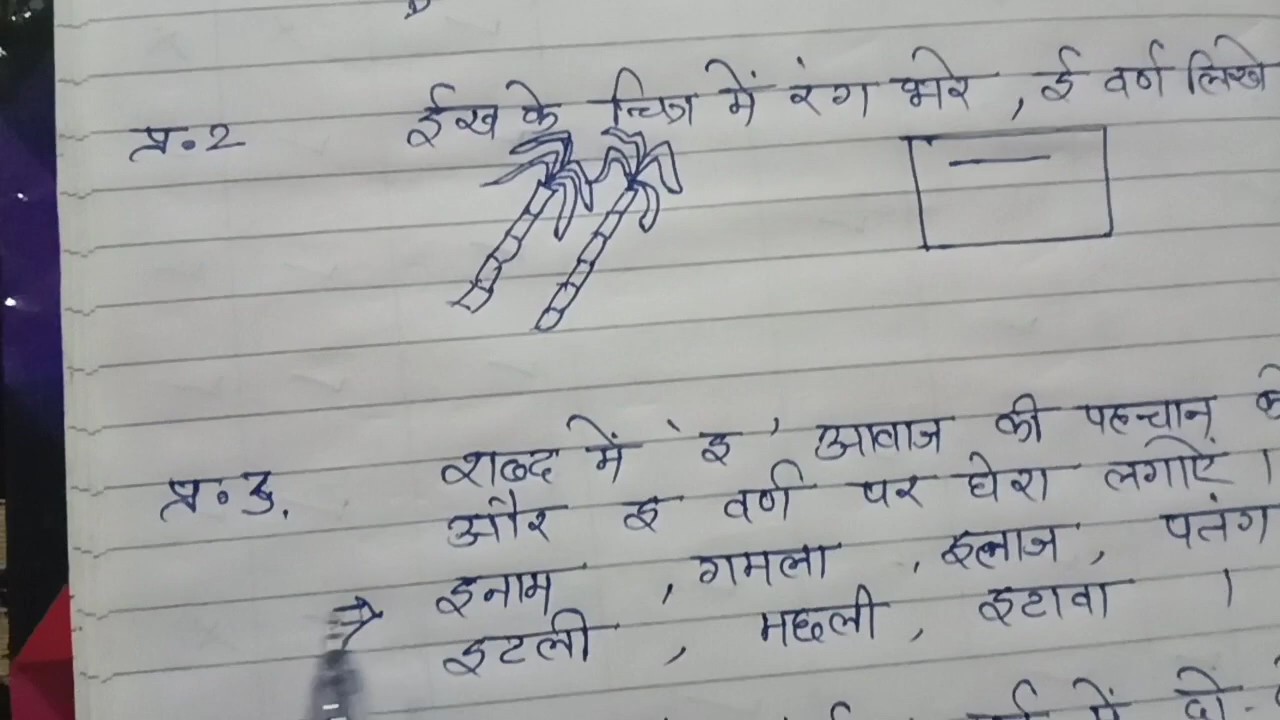 प्र.2 ईख के चित्र में रंग भरे , ई वर्ण लिखे
प्र.3. शब्द में 'इ' आवाज की पहचान
और इ वर्ण पर घेरा लगाऐं ।
इनाम , गमला , इलाज , पतंग
इटली , मछली , इटावा ।
में दो-